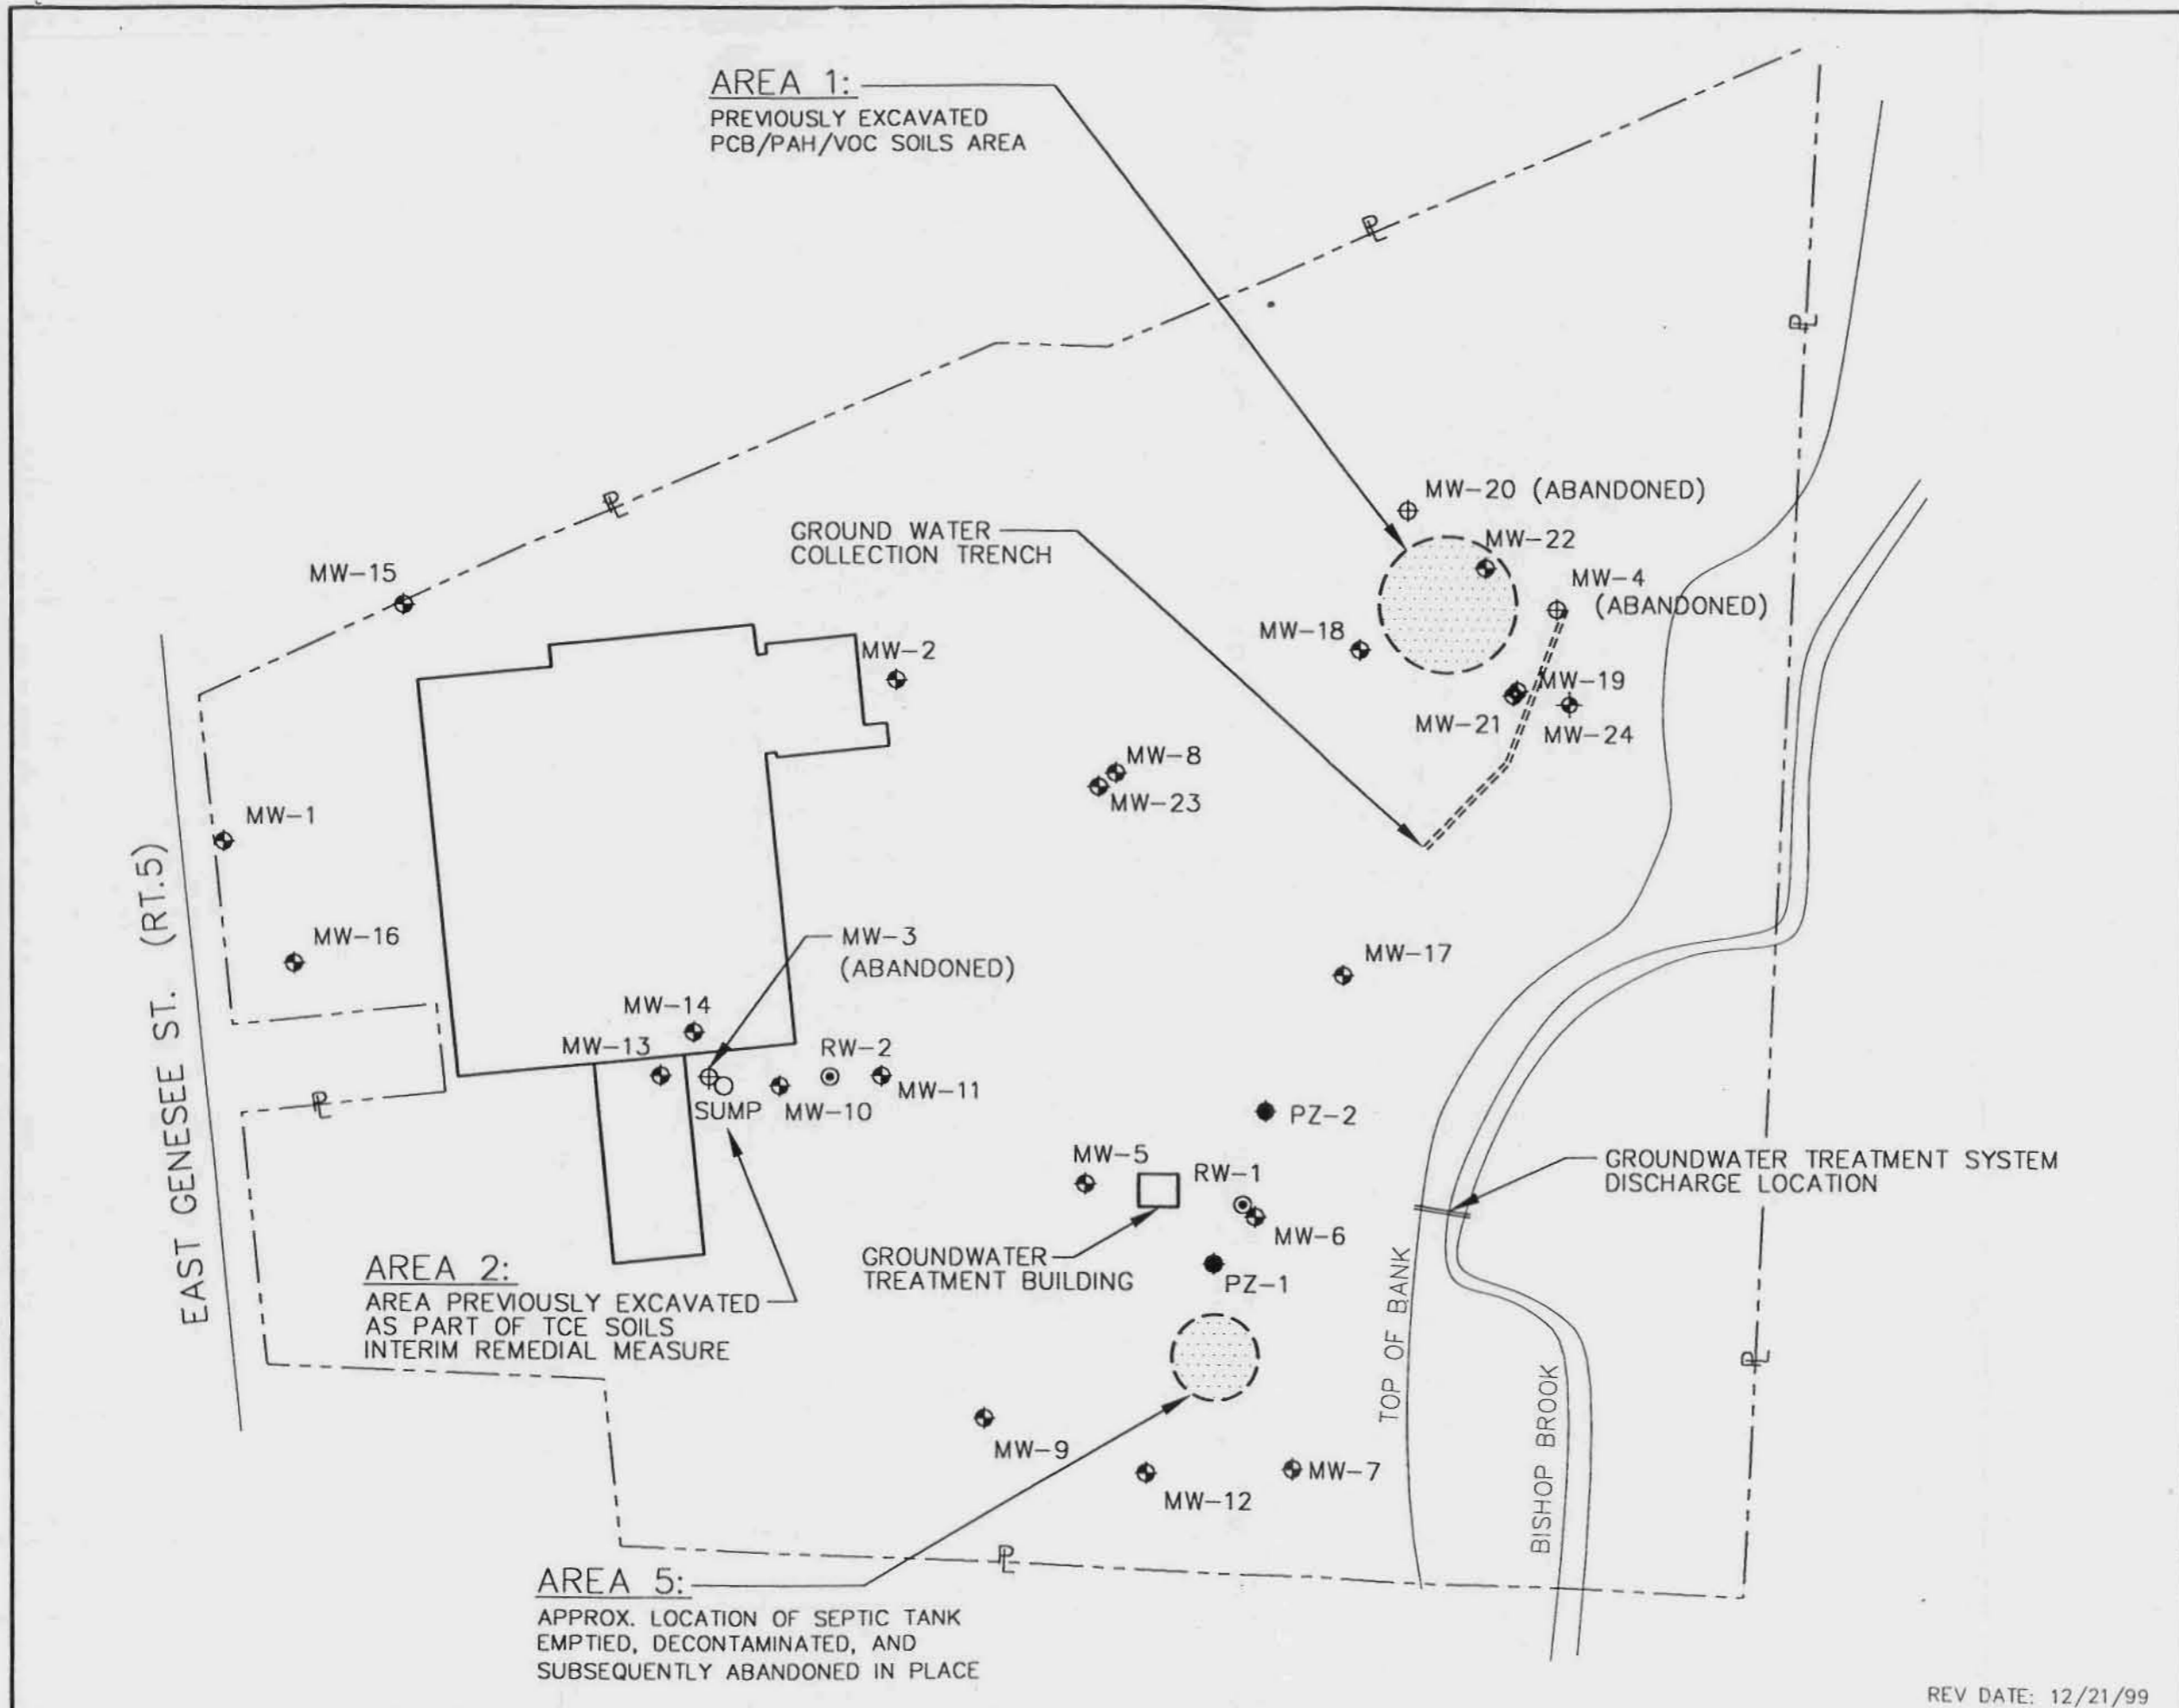 AREA 1:
PREVIOUSLY EXCAVATED
PCB/PAH/VOC SOILS AREA
PL
PL
MW-20 (ABANDONED)
PL
GROUND WATER
COLLECTION TRENCH
MW-22
MW-15
MW-4
(ABANDONED)
MW-18
MW-2
MW-19
MW-21
MW-24
MW-8
MW-23
MW-1
EAST GENESEE ST. (RT.5)
MW-16
MW-3
(ABANDONED)
MW-17
MW-14
MW-13
RW-2
MW-11
SUMP
MW-10
PL
PZ-2
MW-5
RW-1
GROUNDWATER TREATMENT SYSTEM
DISCHARGE LOCATION
MW-6
GROUNDWATER
TREATMENT BUILDING
PZ-1
AREA 2:
AREA PREVIOUSLY EXCAVATED
AS PART OF TCE SOILS
INTERIM REMEDIAL MEASURE
TOP OF BANK
PL
BISHOP BROOK
MW-9
MW-7
MW-12
PL
AREA 5:
APPROX. LOCATION OF SEPTIC TANK
EMPTIED, DECONTAMINATED, AND
SUBSEQUENTLY ABANDONED IN PLACE
REV DATE: 12/21/99